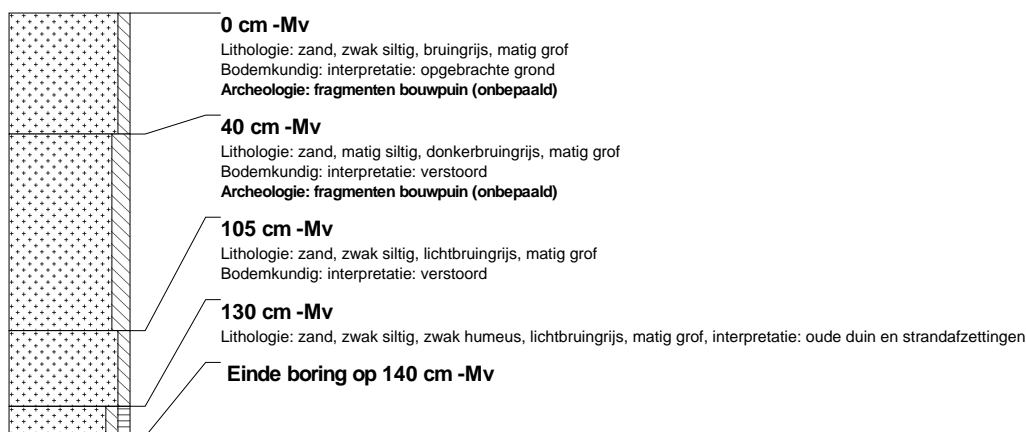 0 cm -Mv
Lithologie: zand, zwak siltig, bruingrijs, matig grof
Bodemkundig: interpretatie: opgebrachte grond
Archeologie: fragmenten bouwpuin (onbepaald)
40 cm -Mv
Lithologie: zand, matig siltig, donkerbruingrijs, matig grof
Bodemkundig: interpretatie: verstoord
Archeologie: fragmenten bouwpuin (onbepaald)
105 cm -Mv
Lithologie: zand, zwak siltig, lichtbruingrijs, matig grof
Bodemkundig: interpretatie: verstoord
130 cm -Mv
Lithologie: zand, zwak siltig, zwak humeus, lichtbruingrijs, matig grof, interpretatie: oude duin en strandafzettingen
Einde boring op 140 cm -Mv